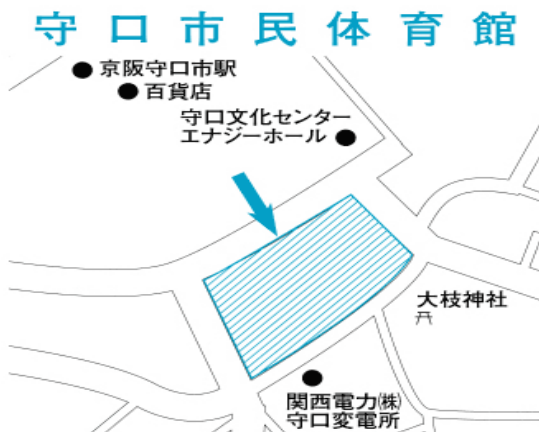 守口市民体育館
京阪守口市駅
百貨店
守口文化センター
エナジーホール
大枝神社
関西電力㈱
守口変電所